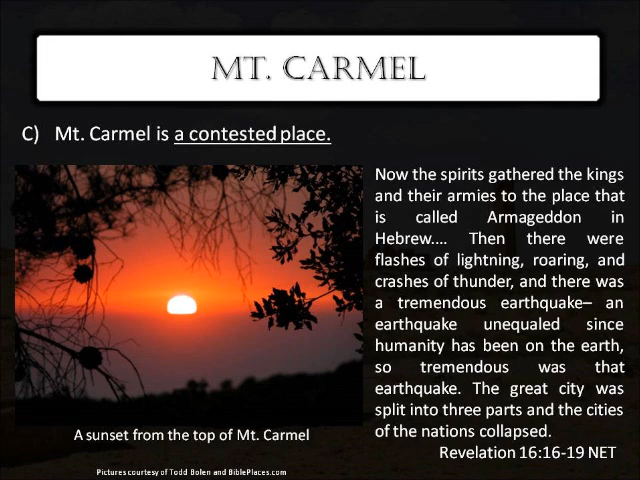 MT. CARMEL
C) Mt. Carmel is a contested place.
Now the spirits gathered the kings
and their armies to the place that
is called Armageddon in
Hebrew.... Then there were
flashes of lightning, roaring, and
crashes of thunder, and there was
a tremendous earthquake– an
earthquake unequaled since
humanity has been on the earth,
so tremendous was that
earthquake. The great city was
split into three parts and the cities
of the nations collapsed.
Revelation 16:16-19 NET
A sunset from the top of Mt. Carmel
Pictures courtesy of Todd Bolen and BiblePlaces.com